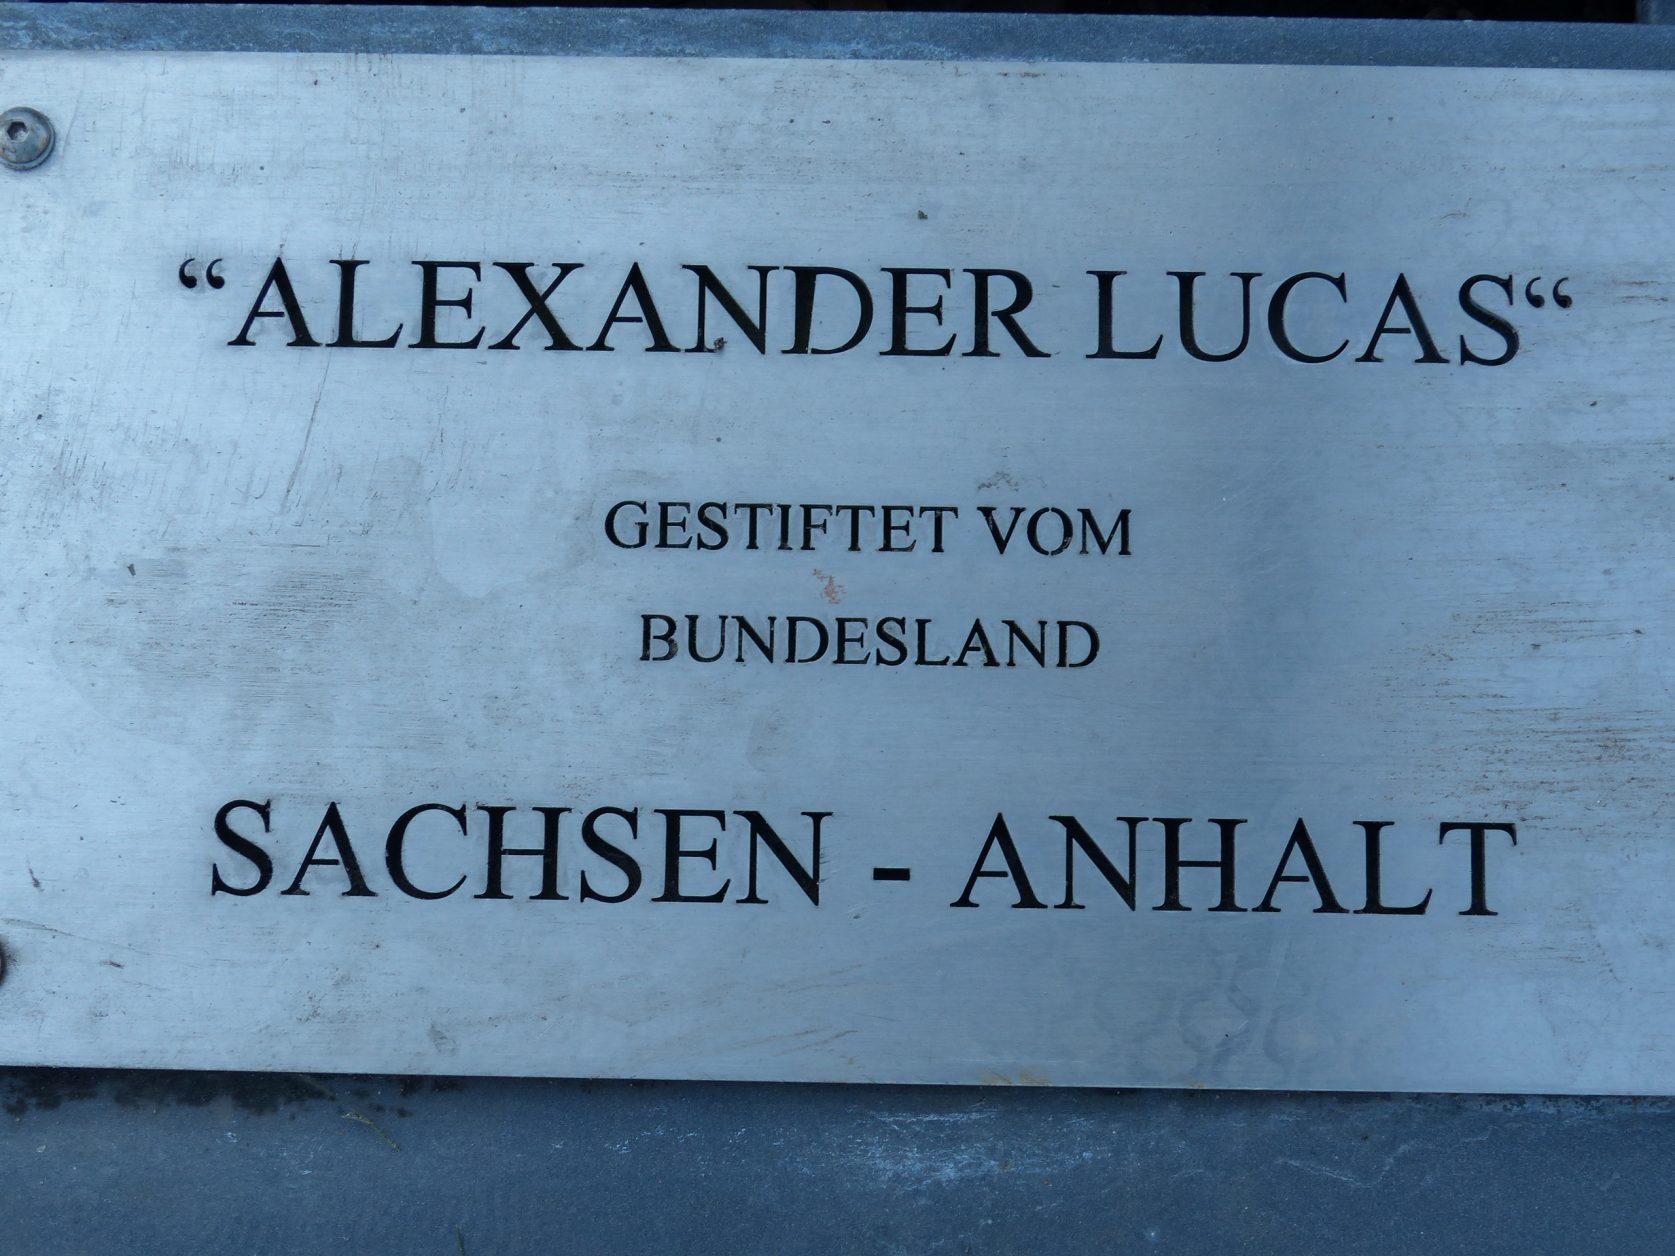 “ALEXANDER LUCAS“
GESTIFTET VOM
BUNDESLAND
SACHSEN - ANHALT